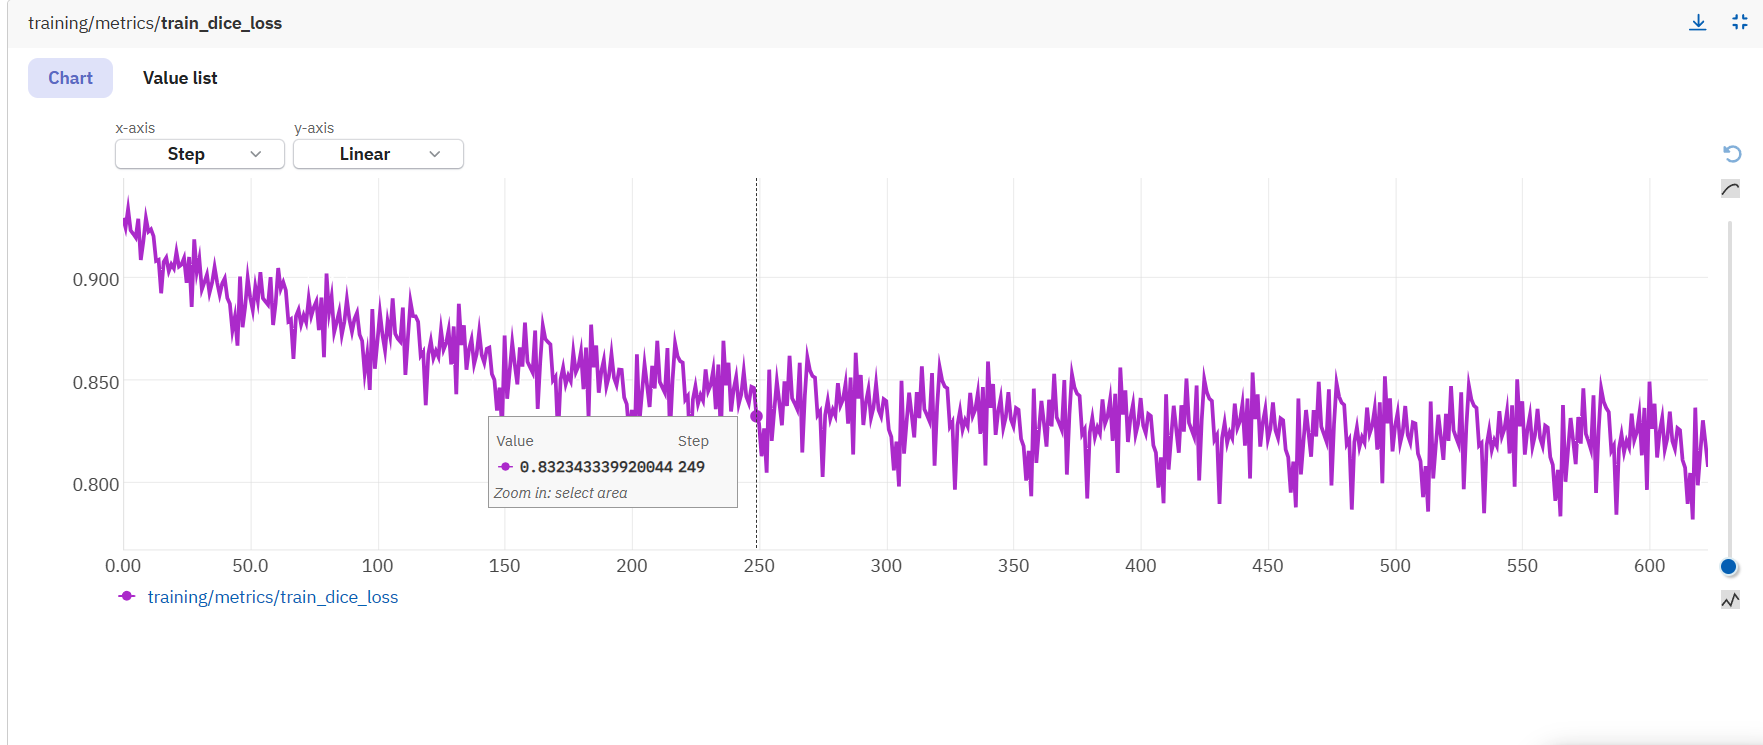 training/metrics/train_dice_loss
Chart Value list
x-axis y-axis
Step Linear
0.900
0.850
0.800
Value Step
0.832343339920044 249
Zoom in: select area
0.00 50.0 100 150 200 250 300 350 400 450 500 550 600
training/metrics/train_dice_loss